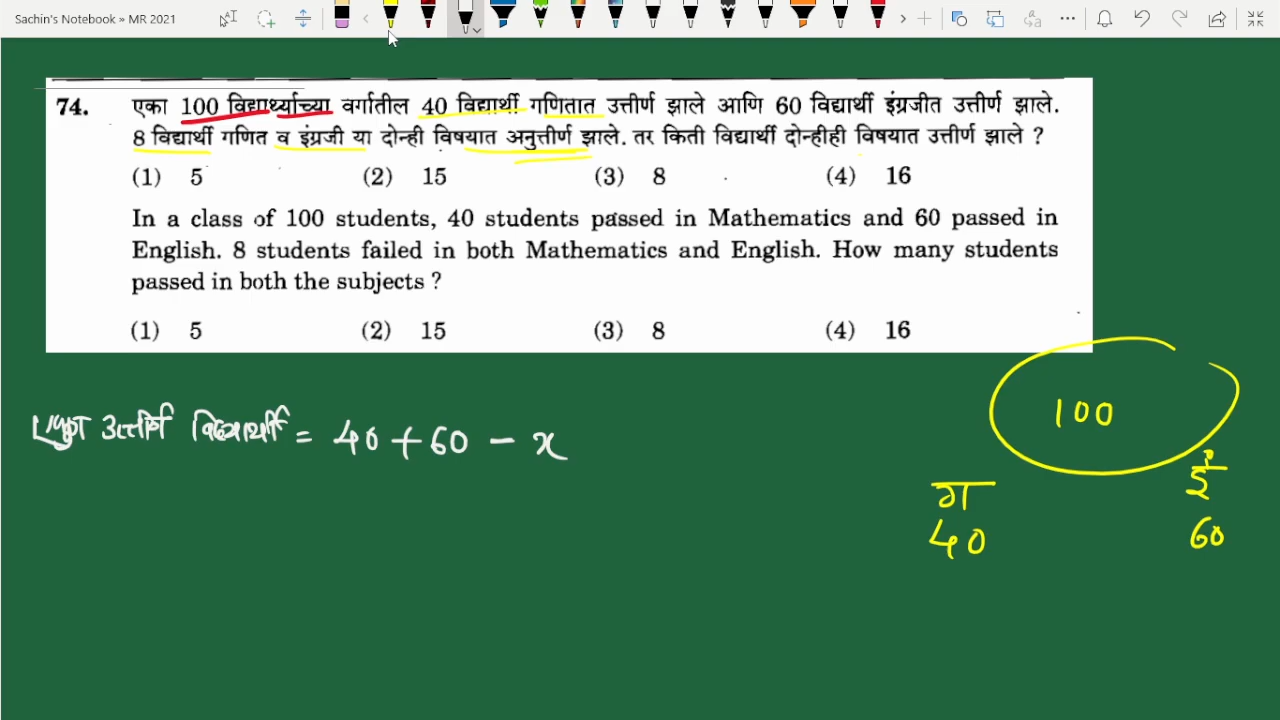 Sachin's Notebook » MR 2021
74. एका 100 विद्यार्थ्यांच्या वर्गातील 40 विद्यार्थी गणितात उत्तीर्ण झाले आणि 60 विद्यार्थी इंग्रजीत उत्तीर्ण झाले.
8 विद्यार्थी गणित व इंग्रजी या दोन्ही विषयात अनुत्तीर्ण झाले. तर किती विद्यार्थी दोन्हीही विषयात उत्तीर्ण झाले ?
(1) 5 (2) 15 (3) 8 (4) 16
In a class of 100 students, 40 students passed in Mathematics and 60 passed in
English. 8 students failed in both Mathematics and English. How many students
passed in both the subjects ?
(1) 5 (2) 15 (3) 8 (4) 16
100
उत्तीर्ण विद्यार्थी = 40 + 60 - x
ग इं
40 60